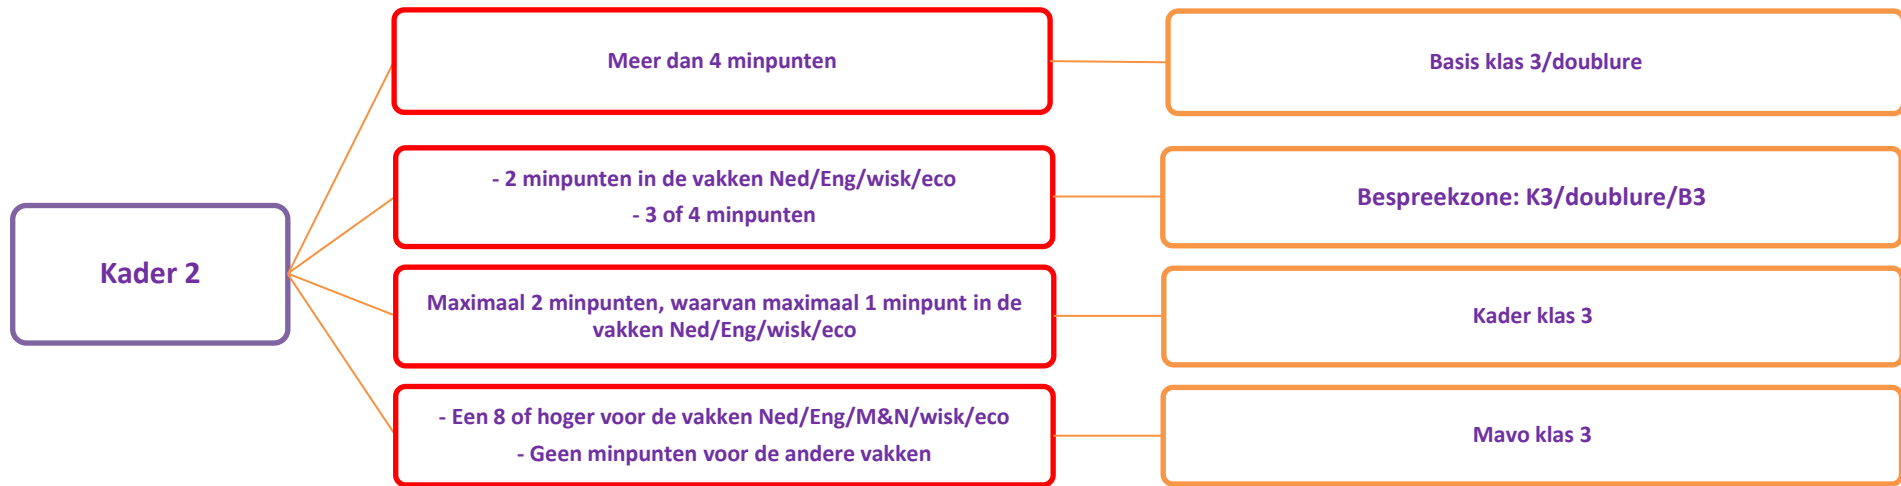 Kader 2
Meer dan 4 minpunten
Basis klas 3/doublure
- 2 minpunten in de vakken Ned/Eng/wisk/eco
- 3 of 4 minpunten
Bespreekzone: K3/doublure/B3
Maximaal 2 minpunten, waarvan maximaal 1 minpunt in de
vakken Ned/Eng/wisk/eco
Kader klas 3
- Een 8 of hoger voor de vakken Ned/Eng/M&N/wisk/eco
- Geen minpunten voor de andere vakken
Mavo klas 3